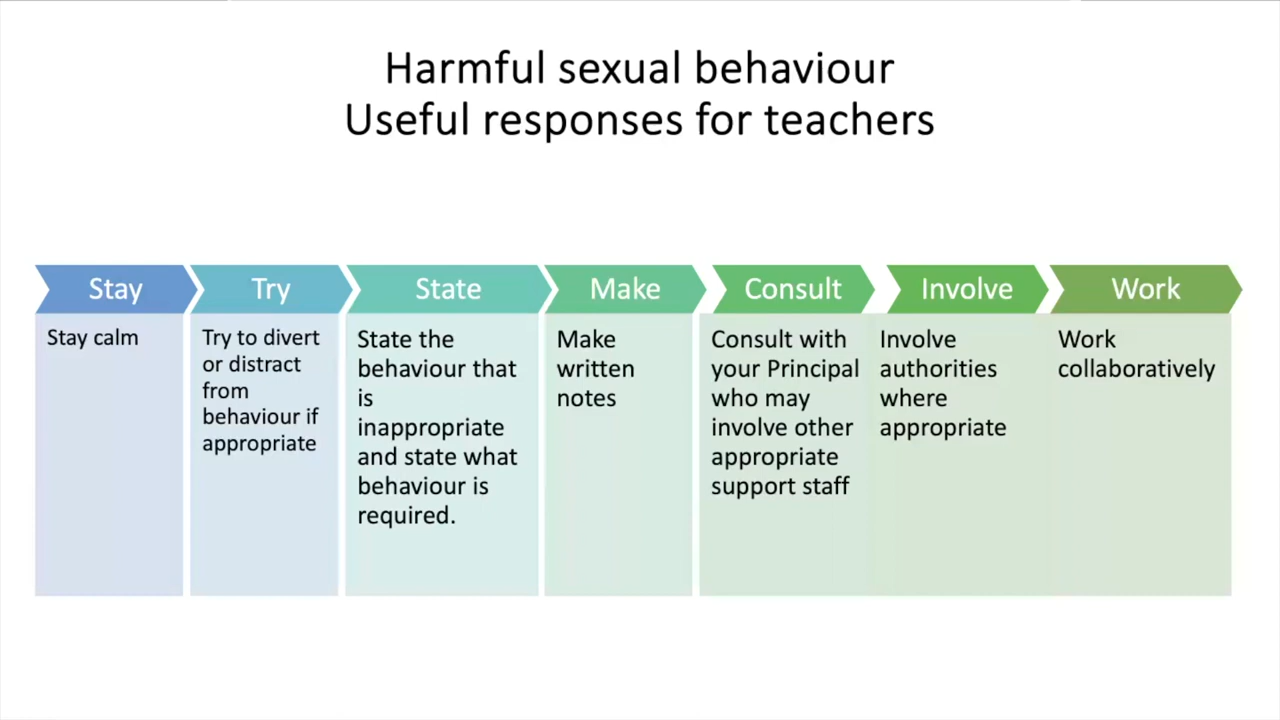 Harmful sexual behaviour
Useful responses for teachers
Stay
Try
State
Make
Consult
Involve
Work
Stay calm
Try to divert
or distract
from
behaviour if
appropriate
State the
behaviour that
is
inappropriate
and state what
behaviour is
required.
Make
written
notes
Consult with
your Principal
who may
involve other
appropriate
support staff
Involve
authorities
where
appropriate
Work
collaboratively